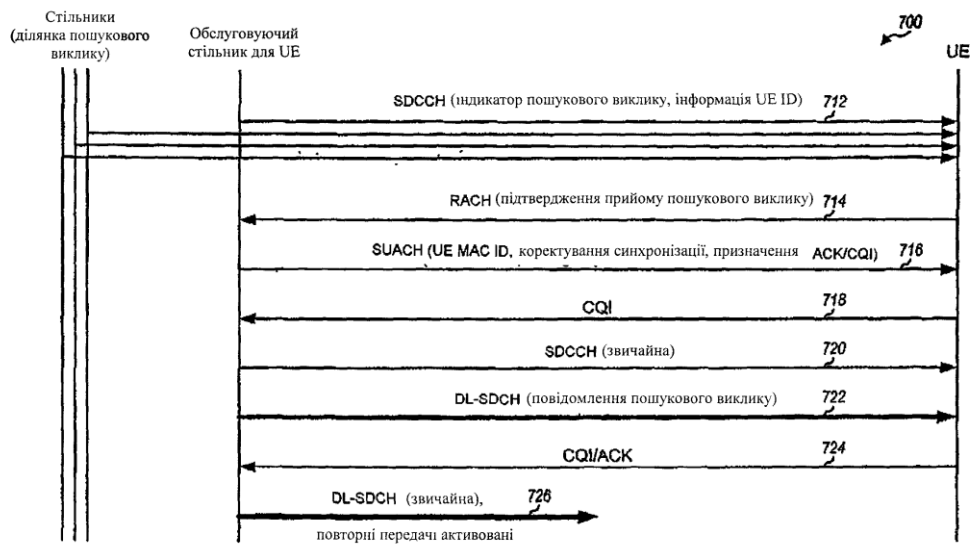 Стільники
(ділянка пошукового
виклику)
Обслуговуючий
стільник для UE
700
UE
SDCCH (індикатор пошукового виклику, інформація UE ID) 712
RACH (підтвердження прийому пошукового виклику) 714
SUACH (UE MAC ID, коректування синхронізації, призначення ACK/CQI) 716
CQI 718
SDCCH (звичайна) 720
DL-SDCH (повідомлення пошукового виклику) 722
CQI/ACK 724
DL-SDCH (звичайна), 726
повторні передачі активовані